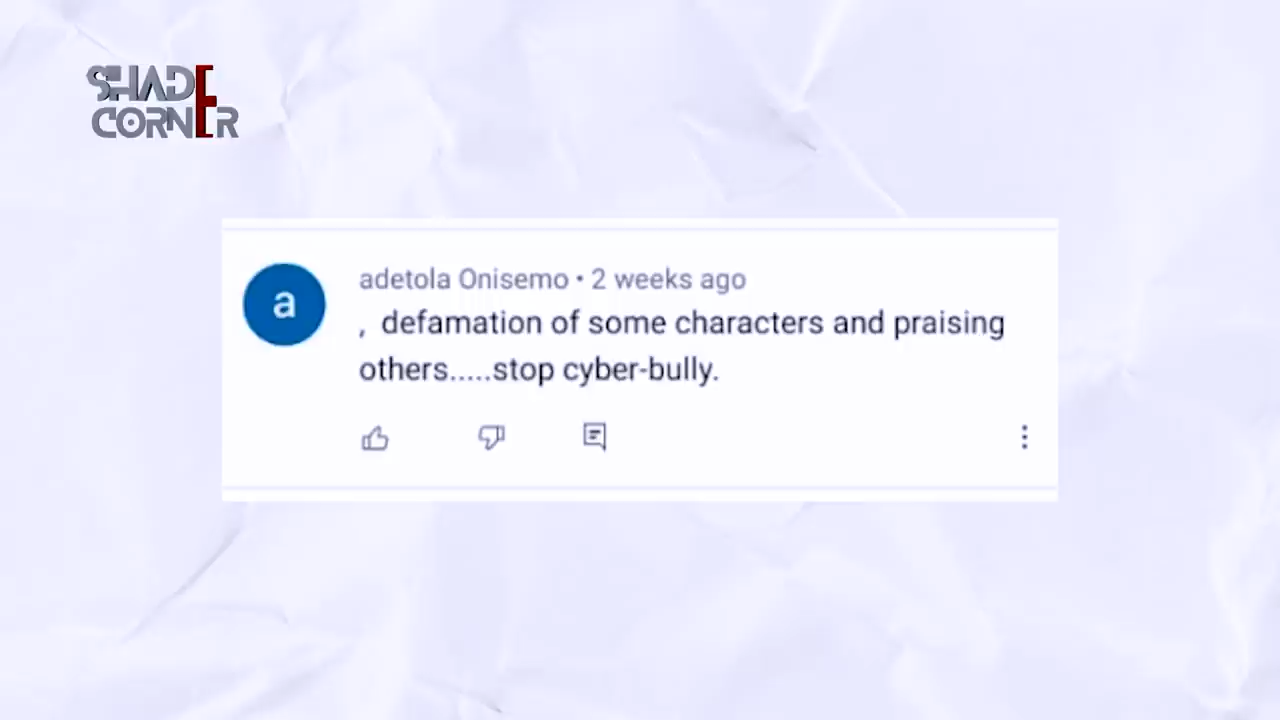 SHADE
CORNER
a
adetola Onisemo • 2 weeks ago
, defamation of some characters and praising
others.....stop cyber-bully.